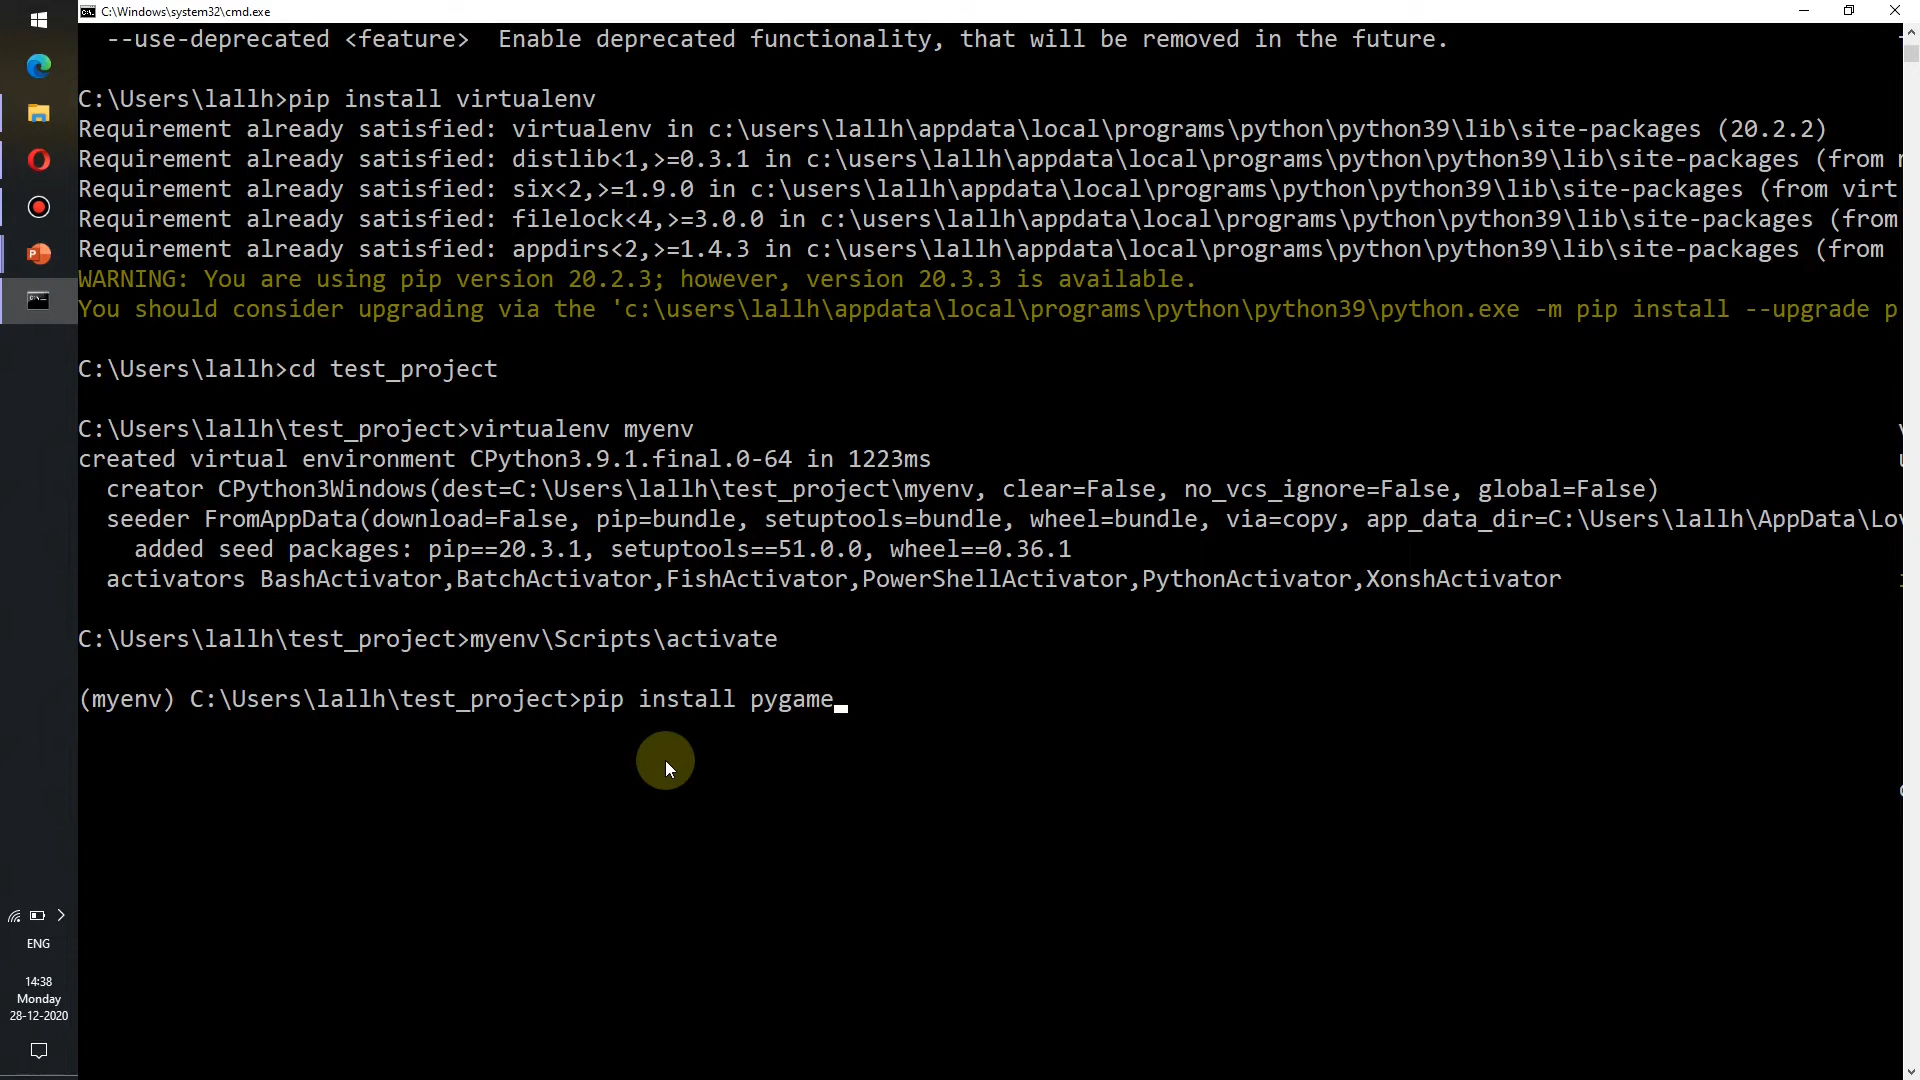 C:\Windows\system32\cmd.exe
--use-deprecated <feature>  Enable deprecated functionality, that will be removed in the future.
C:\Users\lallh>pip install virtualenv
Requirement already satisfied: virtualenv in c:\users\lallh\appdata\local\programs\python\python39\lib\site-packages (20.2.2)
Requirement already satisfied: distlib<1,>=0.3.1 in c:\users\lallh\appdata\local\programs\python\python39\lib\site-packages (from
Requirement already satisfied: six<2,>=1.9.0 in c:\users\lallh\appdata\local\programs\python\python39\lib\site-packages (from virt
Requirement already satisfied: filelock<4,>=3.0.0 in c:\users\lallh\appdata\local\programs\python\python39\lib\site-packages (from
Requirement already satisfied: appdirs<2,>=1.4.3 in c:\users\lallh\appdata\local\programs\python\python39\lib\site-packages (from
WARNING: You are using pip version 20.2.3; however, version 20.3.3 is available.
You should consider upgrading via the 'c:\users\lallh\appdata\local\programs\python\python39\python.exe -m pip install --upgrade p
C:\Users\lallh>cd test_project
C:\Users\lallh\test_project>virtualenv myenv
created virtual environment CPython3.9.1.final.0-64 in 1223ms
creator CPython3Windows(dest=C:\Users\lallh\test_project\myenv, clear=False, no_vcs_ignore=False, global=False)
seeder FromAppData(download=False, pip=bundle, setuptools=bundle, wheel=bundle, via=copy, app_data_dir=C:\Users\lallh\AppData\Lo
added seed packages: pip==20.3.1, setuptools==51.0.0, wheel==0.36.1
activators BashActivator,BatchActivator,FishActivator,PowerShellActivator,PythonActivator,XonshActivator
C:\Users\lallh\test_project>myenv\Scripts\activate
(myenv) C:\Users\lallh\test_project>pip install pygame_
ENG
14:38
Monday
28-12-2020